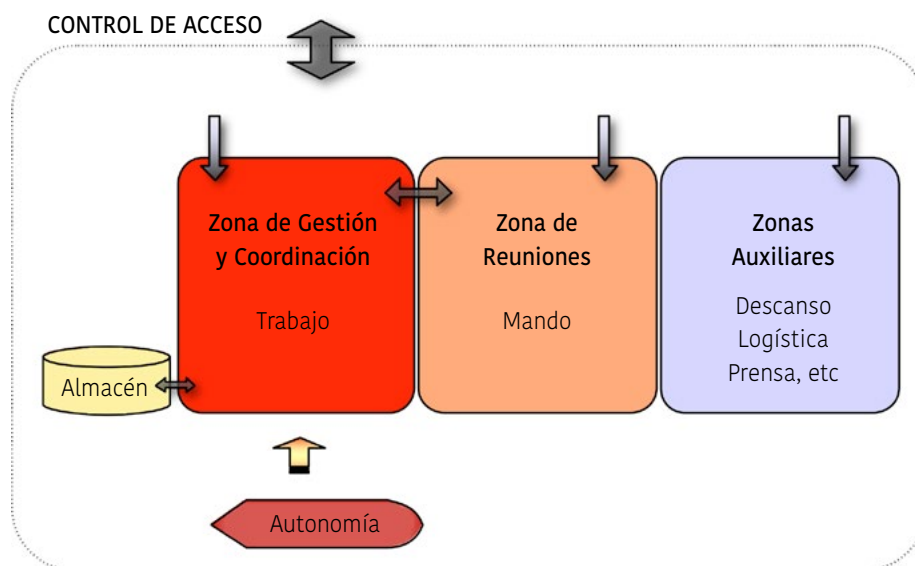 CONTROL DE ACCESO
Zona de Gestión
y Coordinación
Trabajo
Zona de
Reuniones
Mando
Zonas
Auxiliares
Descanso
Logística
Prensa, etc
Almacén
Autonomía